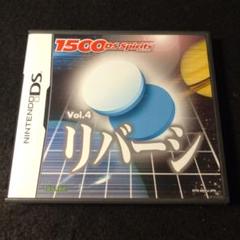 1500 DS Spirits
Vol.4
リバーシ
NINTENDO DS